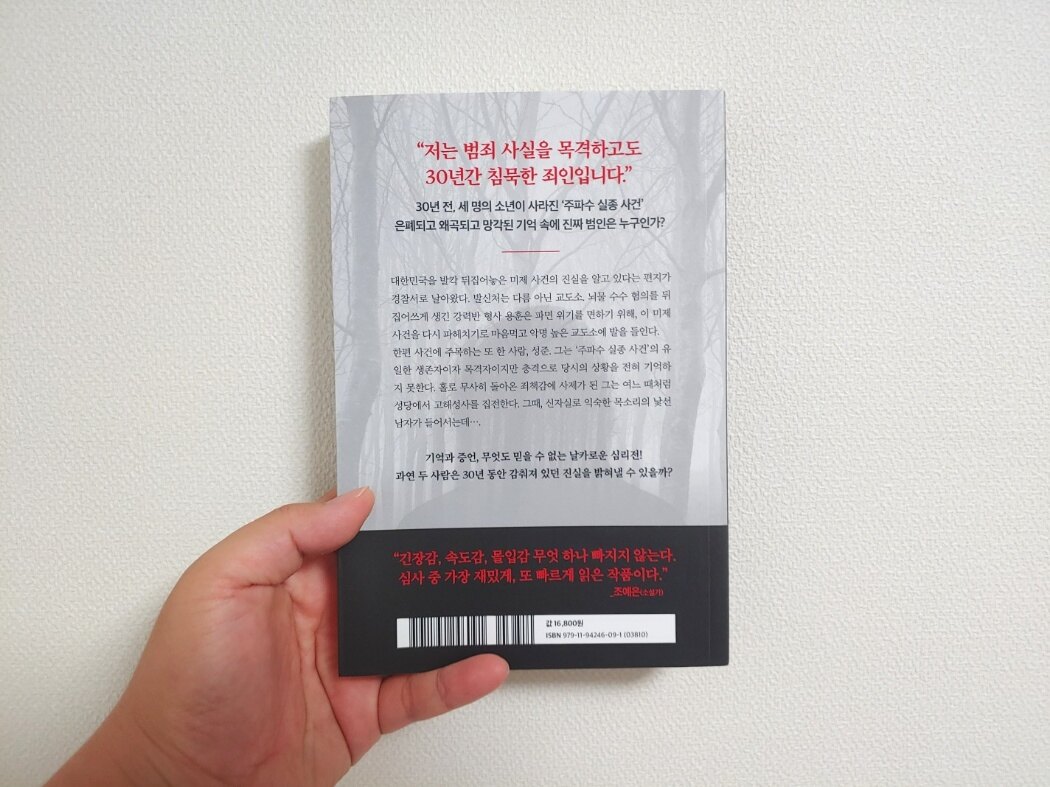 “저는 범죄 사실을 목격하고도
30년간 침묵한 죄인입니다.”
30년 전, 세 명의 소년이 사라진 ‘주파수 실종 사건’
은폐되고 왜곡되고 망각된 기억 속에 진짜 범인은 누구인가?
대한민국을 발칵 뒤집어놓은 미제 사건의 진실을 알고 있다는 편지가
경찰서로 날아왔다. 발신처는 다름 아닌 교도소. 뇌물 수수 혐의를 뒤
집어쓰게 생긴 강력반 형사 용훈은 파면 위기를 면하기 위해, 이 미제
사건을 다시 파헤치기로 마음먹고 악명 높은 교도소에 발을 들인다.
한편 사건에 주목하는 또 한 사람, 성준. 그는 ‘주파수 실종 사건’의 유
일한 생존자이자 목격자이지만 충격으로 당시의 상황을 전혀 기억하
지 못한다. 홀로 무사히 돌아온 죄책감에 사제가 된 그는 여느 때처럼
성당에서 고해성사를 집전한다. 그때, 신자실로 익숙한 목소리의 낯선
남자가 들어서는데….
기억과 증언, 무엇도 믿을 수 없는 날카로운 심리전!
과연 두 사람은 30년 동안 감춰져 있던 진실을 밝혀낼 수 있을까?
“긴장감, 속도감, 몰입감 무엇 하나 빠지지 않는다.
심사 중 가장 재밌게, 또 빠르게 읽은 작품이다.”
_조예은(소설가)
값 16,800원
ISBN 979-11-94246-09-1 (03810)